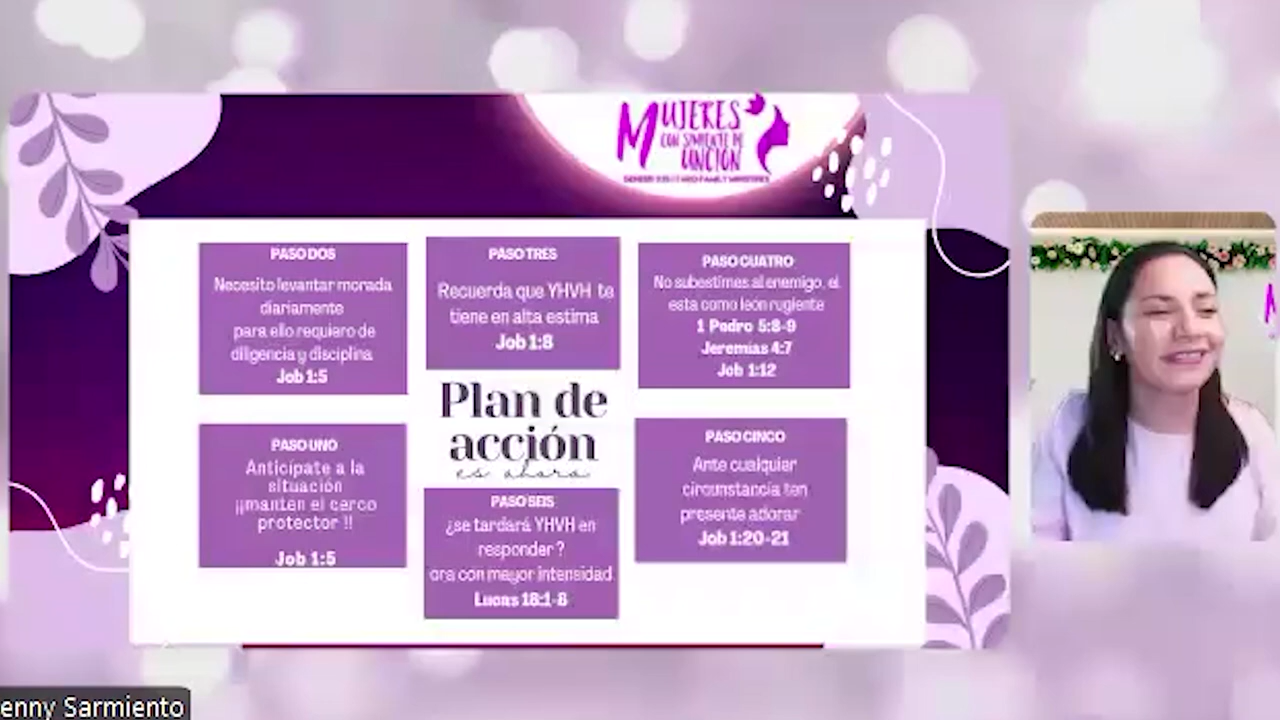 MUJERES
CON SIMIENTE DE
UNCIÓN
PASO DOS
Necesito levantar morada
diariamente
para ello requiero de
diligencia y disciplina
Job 1:5
PASO TRES
Recuerda que YHVH te
tiene en alta estima
Job 1:8
PASO CUATRO
No subestimes al enemigo, el
esta como león rugiente
1 Pedro 5:8-9
Jeremías 4:7
Job 1:12
Plan de
acción
es ahora
PASO UNO
Anticípate a la
situación
¡¡manten el cerco
protector !!
Job 1:5
PASO CINCO
Ante cualquier
circunstancia ten
presente adorar
Job 1:20-21
PASO SEIS
¿se tardará YHVH en
responder ?
ora con mayor intensidad
Lucas 18:1-8
enny Sarmiento